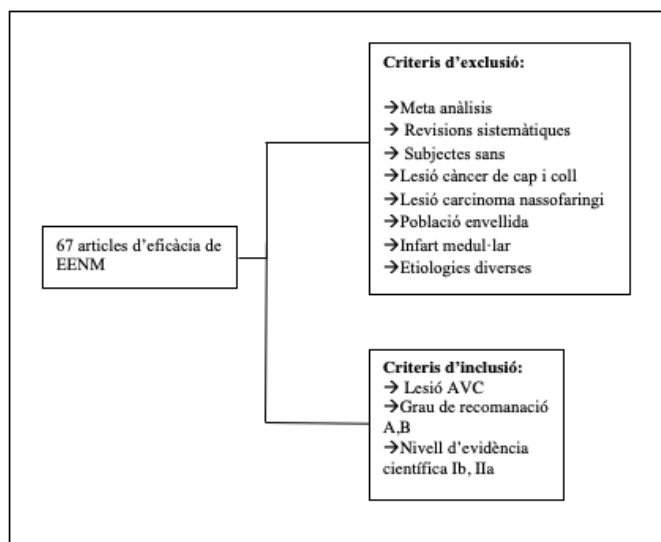 Criteris d'exclusió:
→Meta anàlisis
→ Revisions sistemàtiques
→ Subjectes sans
→Lesió càncer de cap i coll
→Lesió carcinoma nassofaringi
→Població envellida
→Infart medul·lar
→Etiologies diverses
67 articles d'eficàcia de
EENM
Criteris d'inclusió:
→ Lesió AVC
→Grau de recomanació
A,B
→Nivell d'evidència
científica Ib, IIa